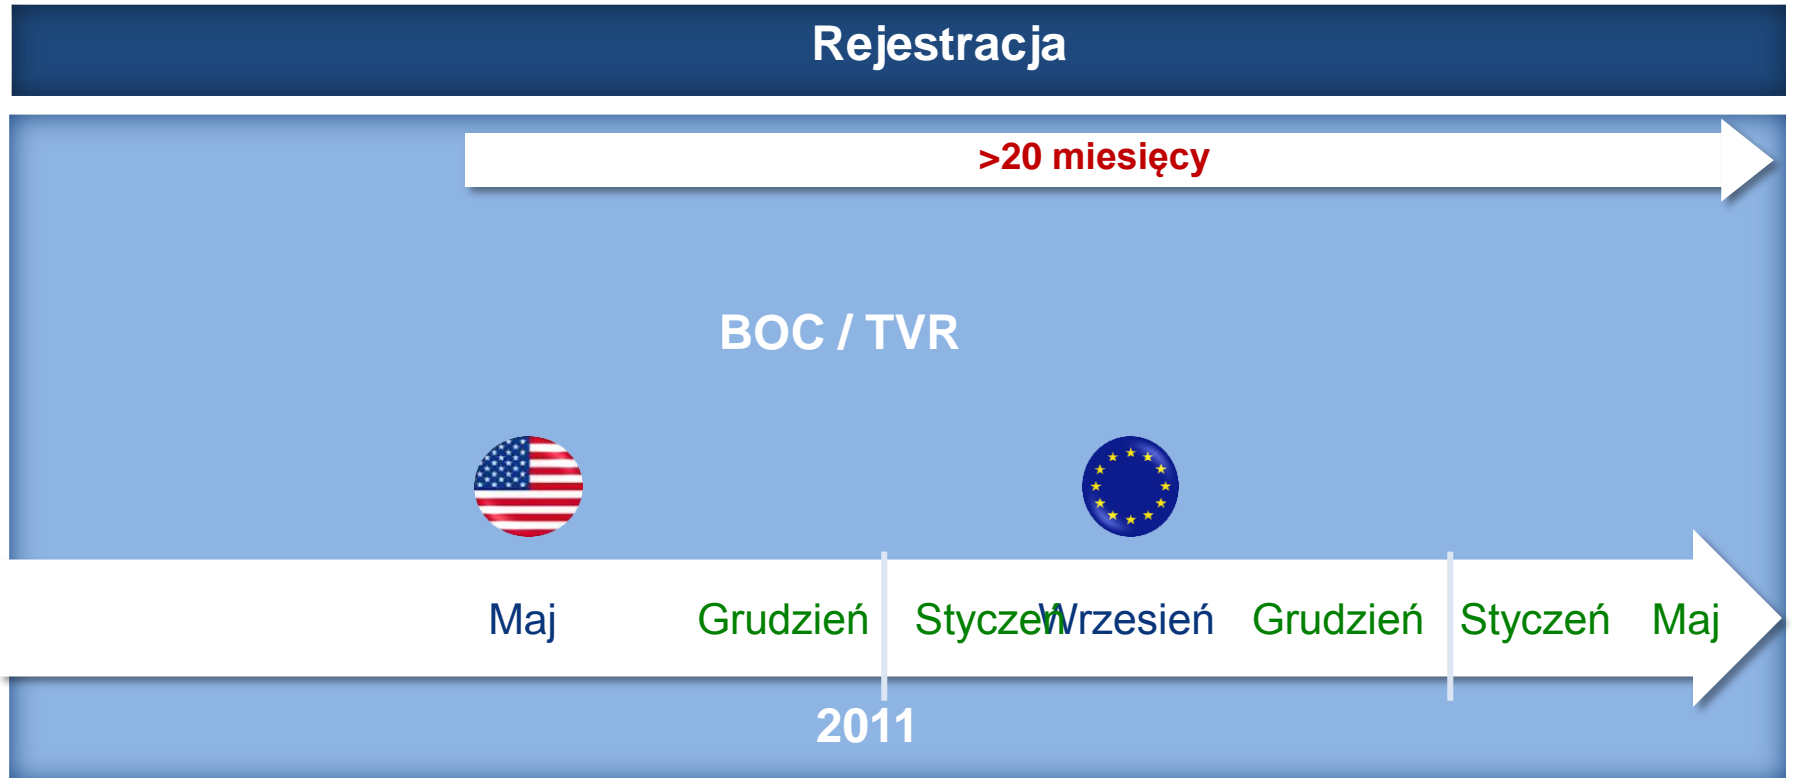 Rejestracja
>20 miesięcy
BOC / TVR
Maj Grudzień Styczeń Wrzesień Grudzień Styczeń Maj
2011